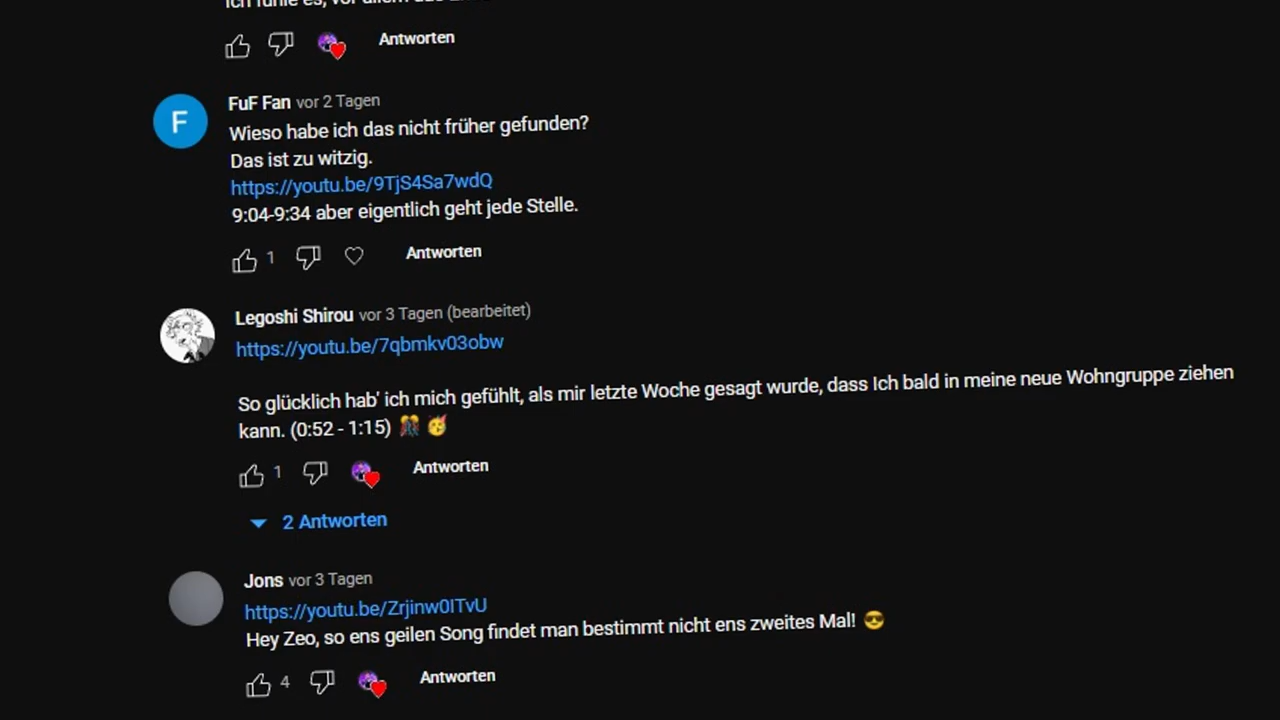 Antworten
FuF Fan vor 2 Tagen
F
Wieso habe ich das nicht früher gefunden?
Das ist zu witzig.
https://youtu.be/9TjS4Sa7wdQ
9:04-9:34 aber eigentlich geht jede Stelle.
1 Antworten
Legoshi Shirou vor 3 Tagen (bearbeitet)
https://youtu.be/7qbmkv03obw
So glücklich hab' ich mich gefühlt, als mir letzte Woche gesagt wurde, dass Ich bald in meine neue Wohngruppe ziehen
kann. (0:52 - 1:15) 🎊 🥳
1 Antworten
2 Antworten
Jons vor 3 Tagen
https://youtu.be/Zrjinw0ITvU
Hey Zeo, so ens geilen Song findet man bestimmt nicht ens zweites Mal! 😎
4 Antworten